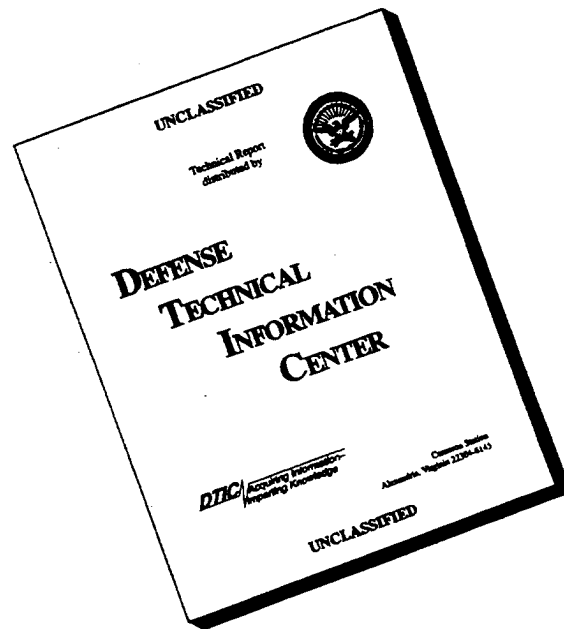 UNCLASSIFIED
Technical Report
distributed by
DEFENSE
TECHNICAL
INFORMATION
CENTER
DTIC
Acquiring Information-
Imparting Knowledge
Cameron Station
Alexandria, Virginia 22304-6145
UNCLASSIFIED